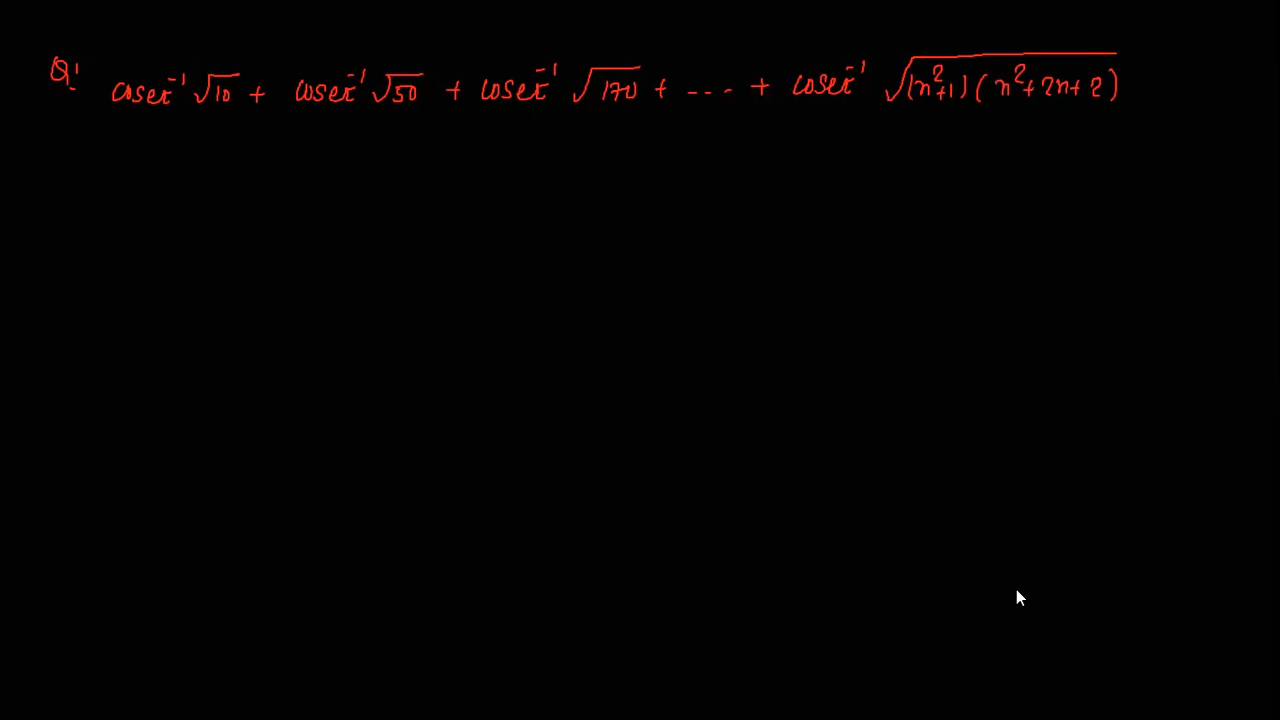 Q! cosec⁻¹ √10 + cosec⁻¹ √50 + cosec⁻¹ √170 + .... + cosec⁻¹ √(n²+1)(n²+2n+2)